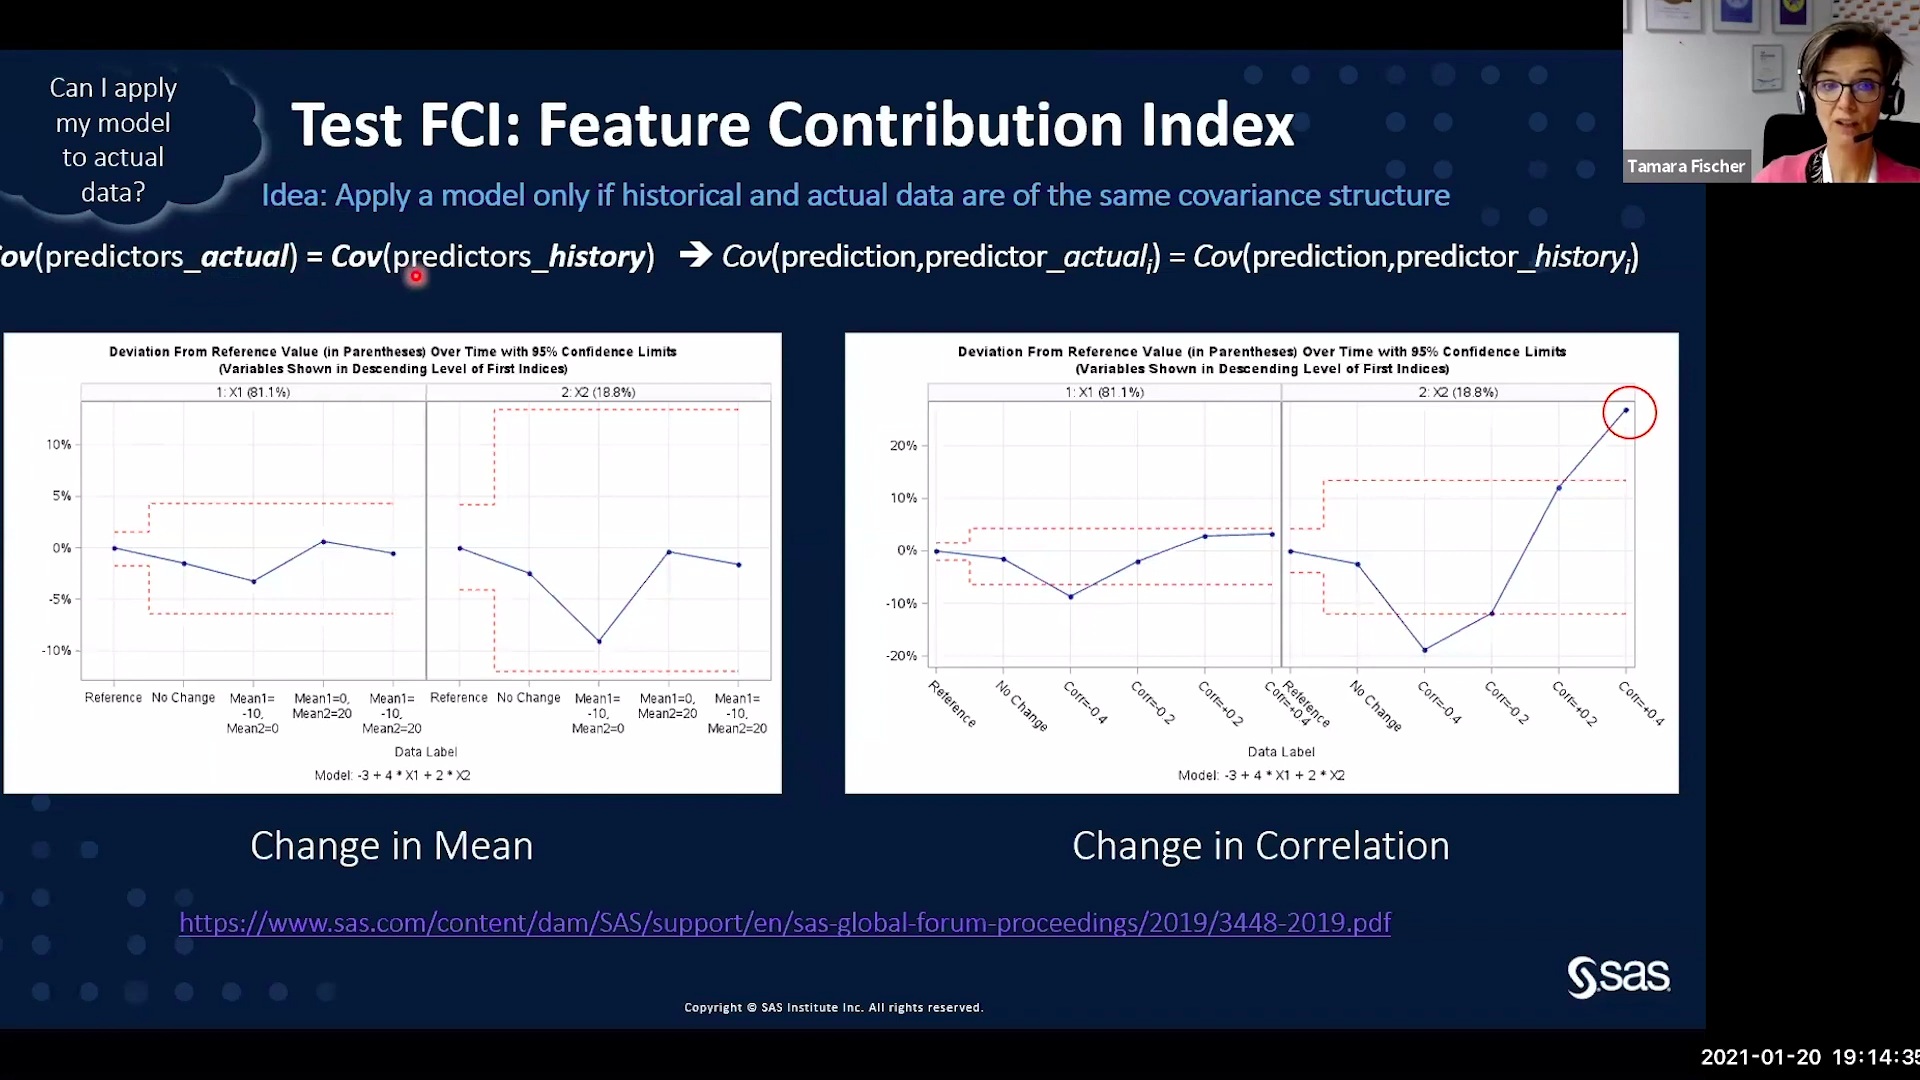 Can I apply
my model
to actual
data?
Test FCI: Feature Contribution Index
Idea: Apply a model only if historical and actual data are of the same covariance structure
ov(predictors_actual) = Cov(predictors_history) ➔ Cov(prediction,predictor_actuali) = Cov(prediction,predictor_historyi)
Tamara Fischer
Deviation From Reference Value (in Parentheses) Over Time with 95% Confidence Limits
(Variables Shown in Descending Level of First Indices)
1: X1 (81.1%)
2: X2 (18.8%)
10%
5%
0%
-5%
-10%
Reference
No Change
Mean1=
-10,
Mean2=0
Mean1=0,
Mean2=20
Mean1=
-10,
Mean2=20
Reference
No Change
Mean1=
-10,
Mean2=0
Mean1=0,
Mean2=20
Mean1=
-10,
Mean2=20
Data Label
Model: -3 + 4 * X1 + 2 * X2
Deviation From Reference Value (in Parentheses) Over Time with 95% Confidence Limits
(Variables Shown in Descending Level of First Indices)
1: X1 (81.1%)
2: X2 (18.8%)
20%
10%
0%
-10%
-20%
Reference
No Change
Corr=-0.4
Corr=-0.2
Corr=+0.2
Corr=+0.4
Reference
No Change
Corr=-0.4
Corr=-0.2
Corr=+0.2
Corr=+0.4
Data Label
Model: -3 + 4 * X1 + 2 * X2
Change in Mean
Change in Correlation
https://www.sas.com/content/dam/SAS/support/en/sas-global-forum-proceedings/2019/3448-2019.pdf
sas
Copyright © SAS Institute Inc. All rights reserved.
2021-01-20 19:14:35